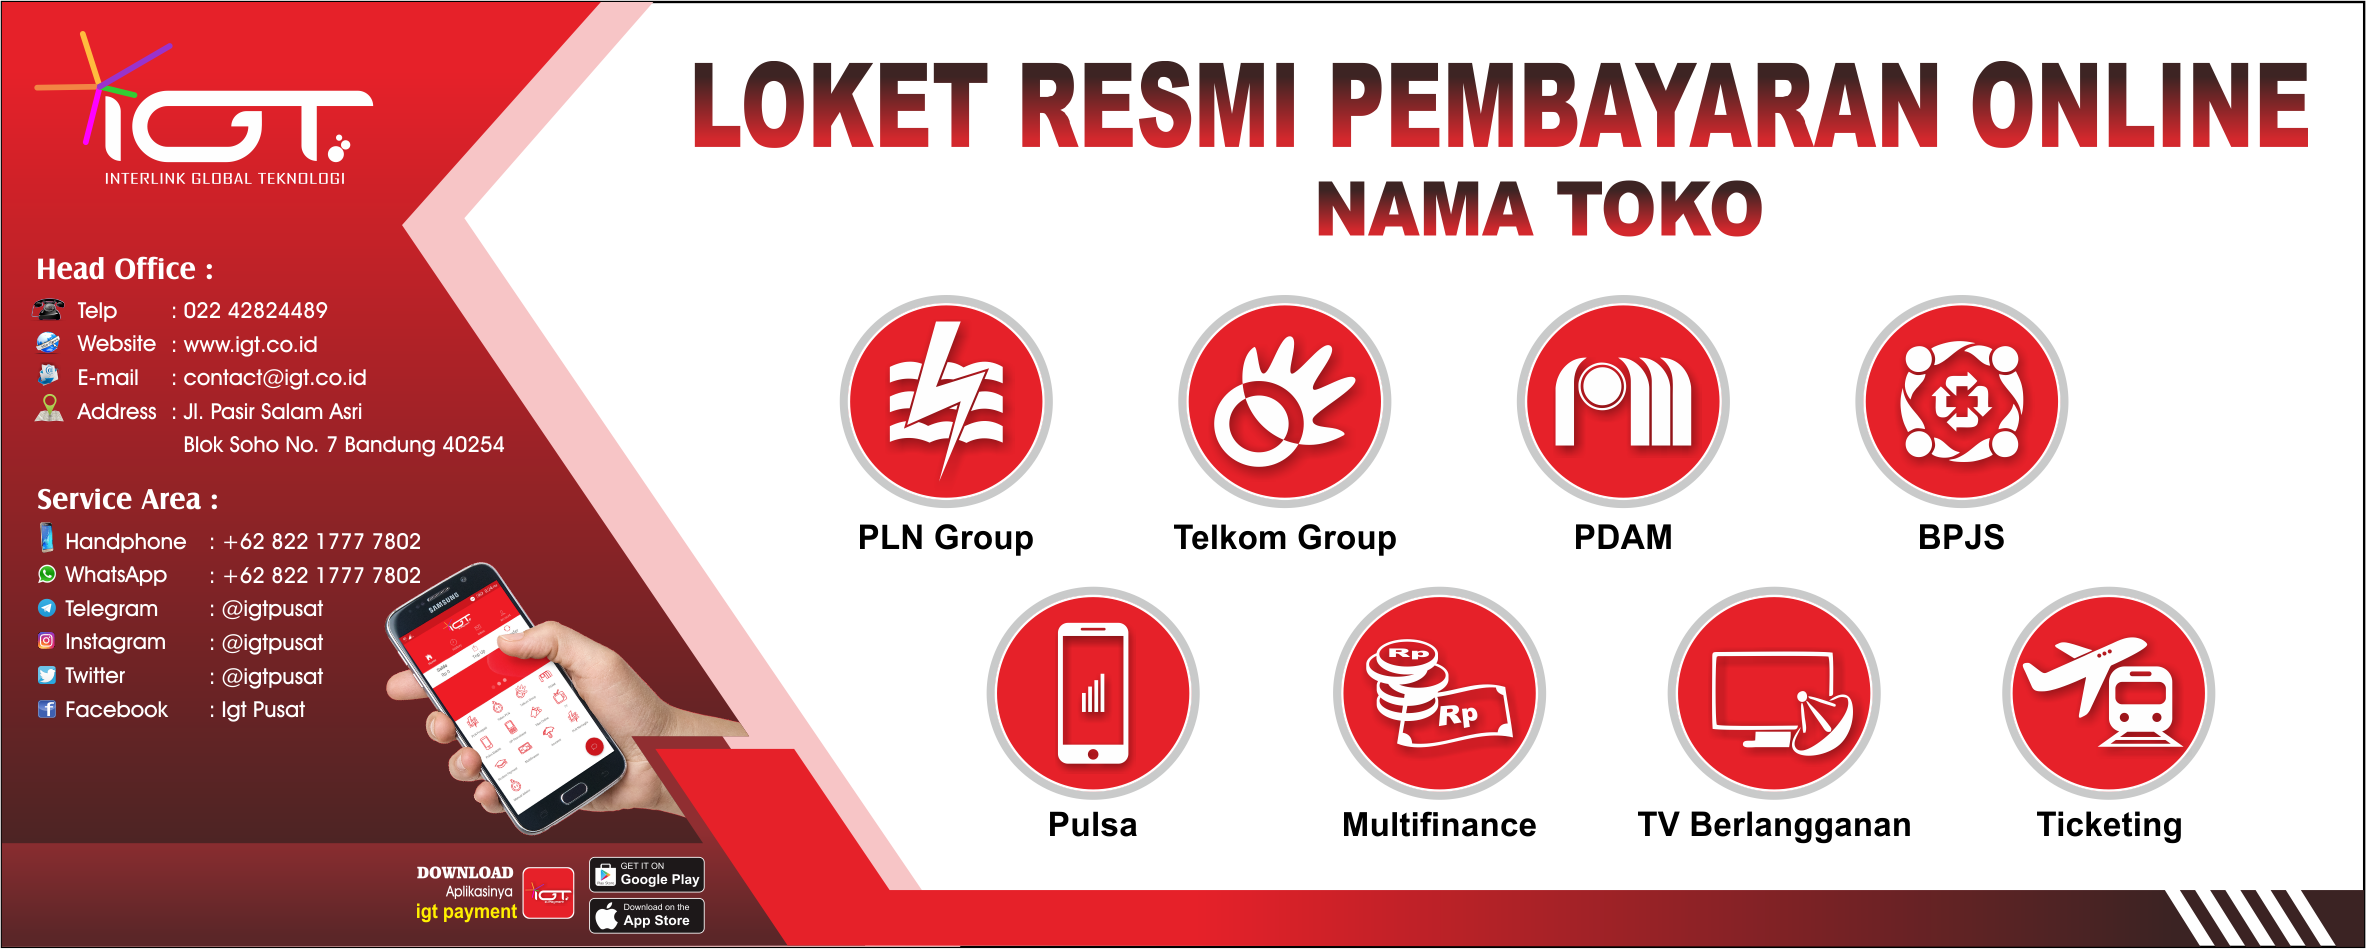 IGT
INTERLINK GLOBAL TEKNOLOGI
LOKET RESMI PEMBAYARAN ONLINE
NAMA TOKO
Head Office :
Telp : 022 42824489
Website : www.igt.co.id
E-mail : contact@igt.co.id
Address : Jl. Pasir Salam Asri
Blok Soho No. 7 Bandung 40254
Service Area :
Handphone : +62 822 1777 7802
WhatsApp : +62 822 1777 7802
Telegram : @igtpusat
Instagram : @igtpusat
Twitter : @igtpusat
Facebook : Igt Pusat
SAMSUNG
IGT
DOWNLOAD
Aplikasinya
igt payment
IGT
GET IT ON
Google Play
Download on the
App Store
PLN Group
Telkom Group
PDAM
BPJS
Rp
Rp
Pulsa
Multifinance
TV Berlangganan
Ticketing